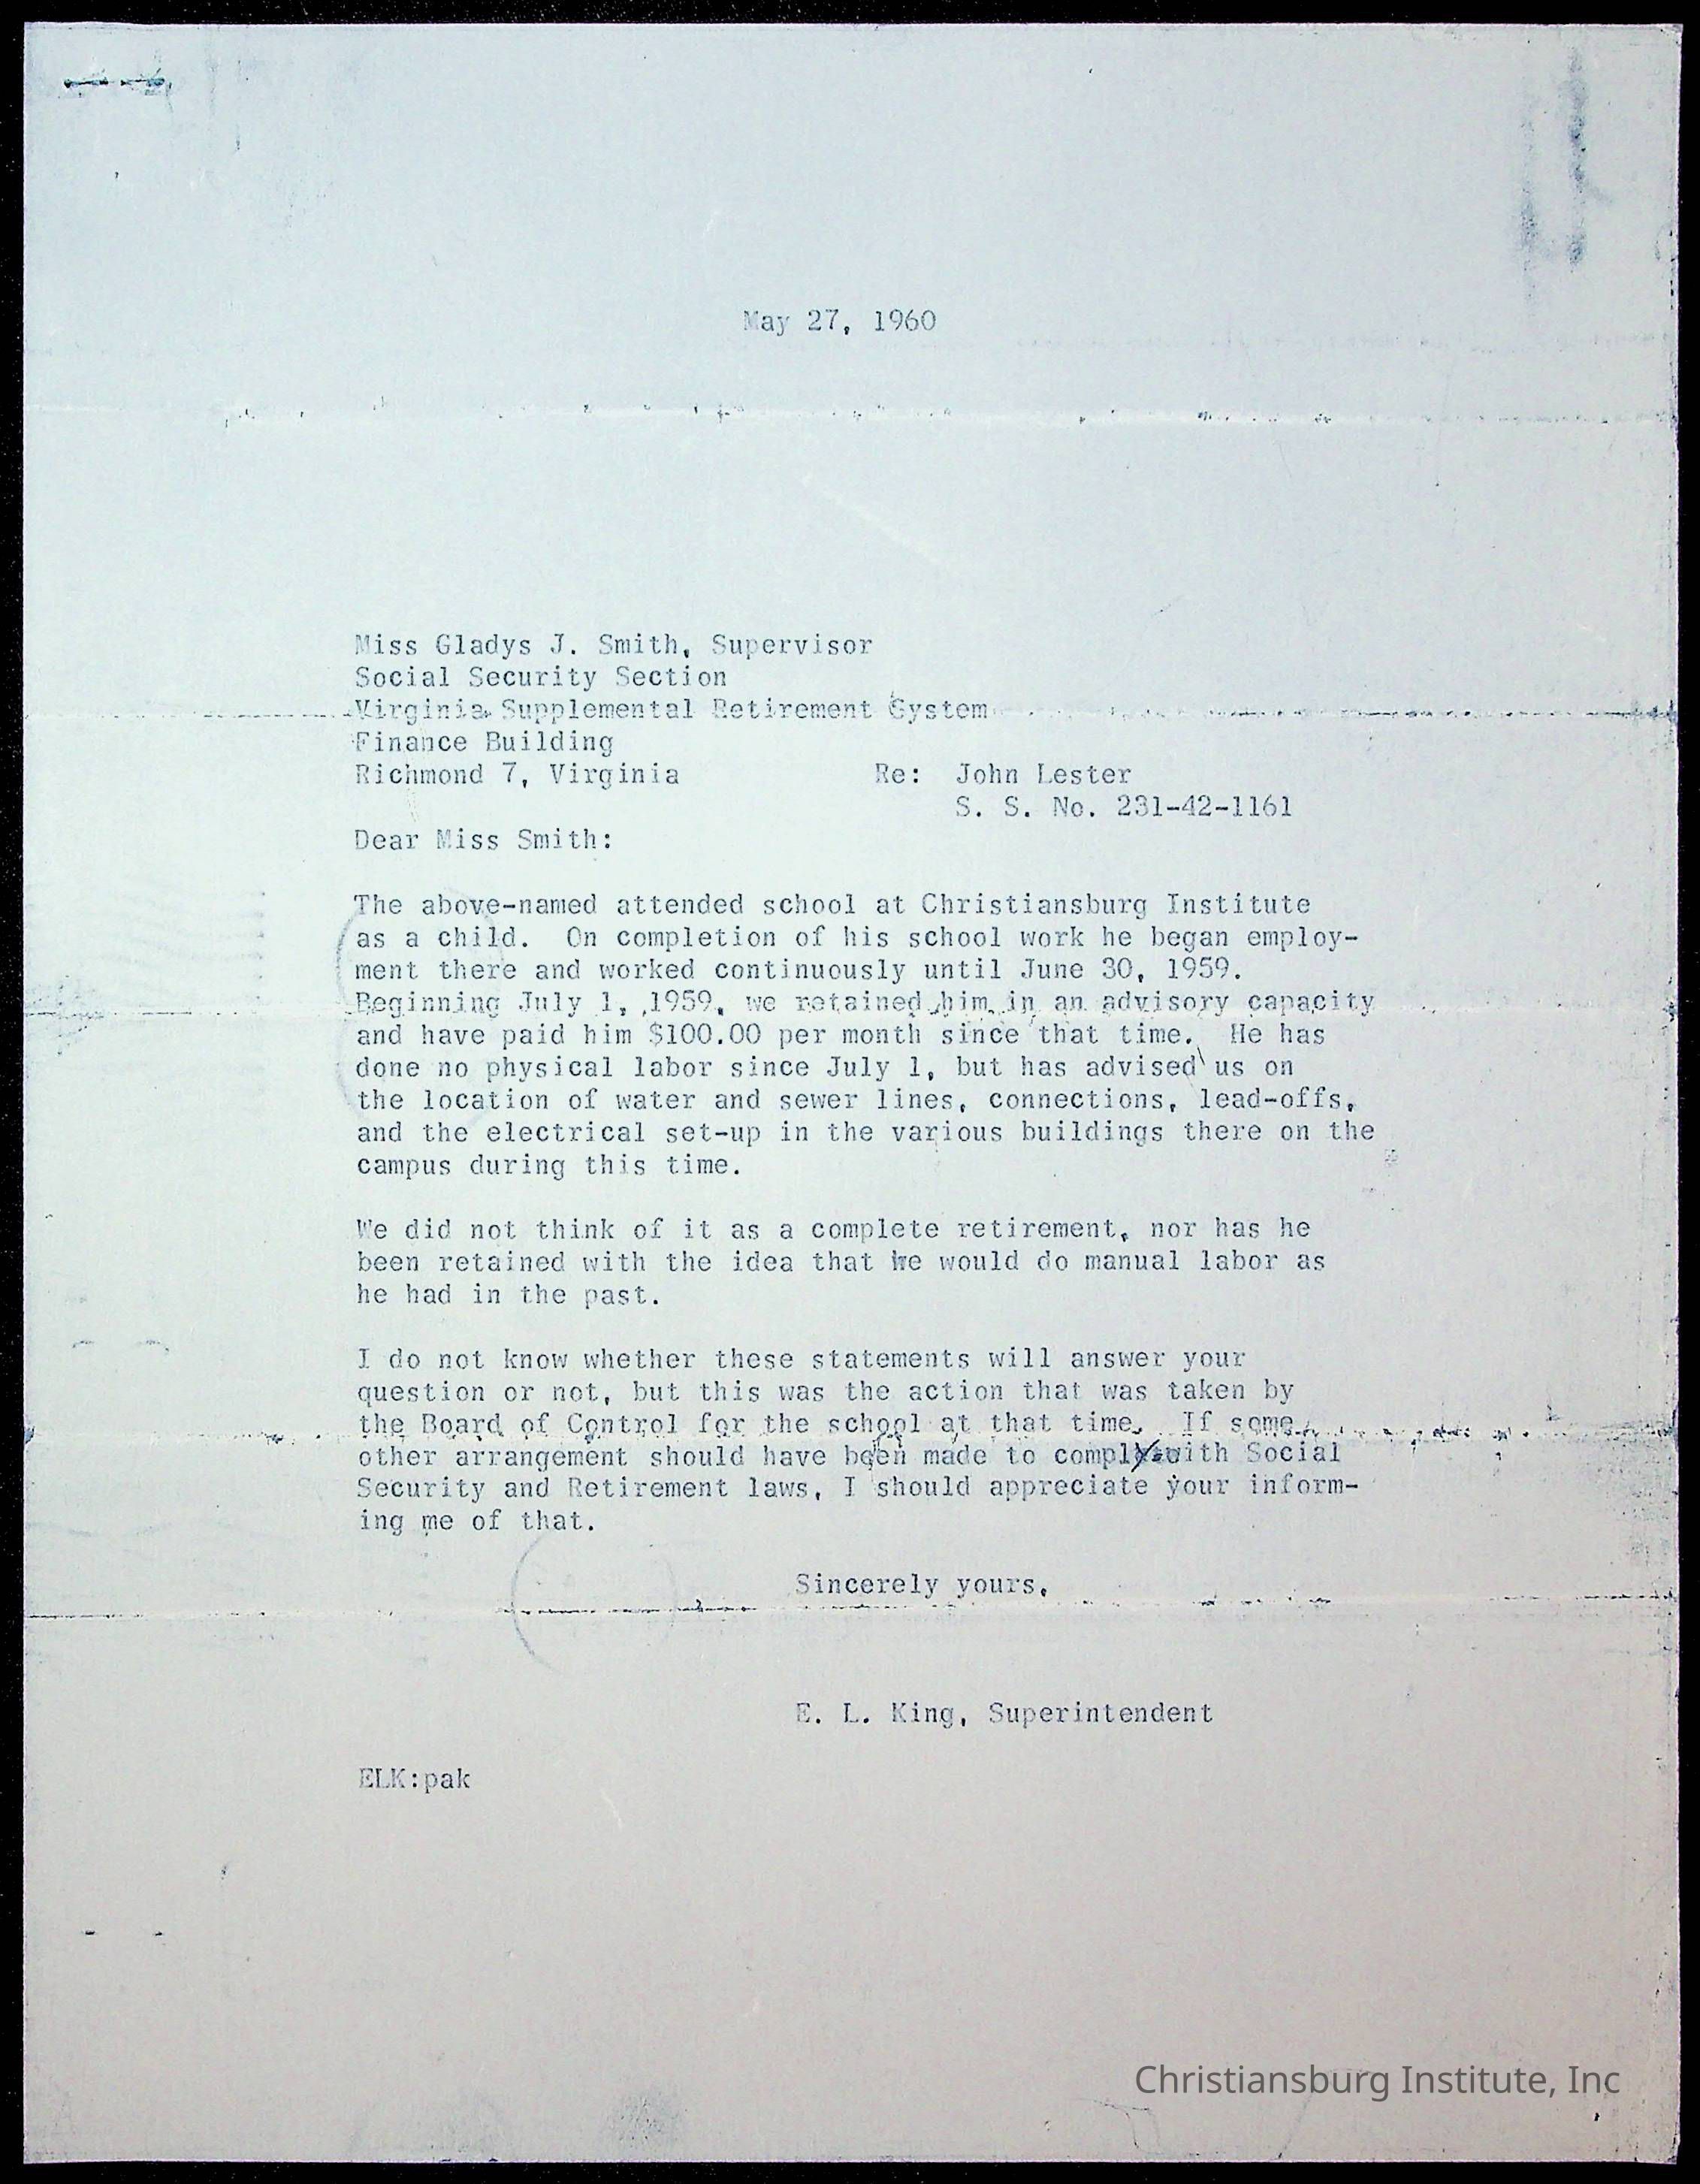 May 27, 1960
Miss Gladys J. Smith, Supervisor
Social Security Section
Virginia Supplemental Retirement System
Finance Building
Richmond 7, Virginia Re: John Lester
S. S. No. 231-42-1161
Dear Miss Smith:
The above-named attended school at Christiansburg Institute
as a child. On completion of his school work he began employ-
ment there and worked continuously until June 30, 1959.
Beginning July 1, 1959, we retained him in an advisory capacity
and have paid him $100.00 per month since that time. He has
done no physical labor since July 1, but has advised us on
the location of water and sewer lines, connections, lead-offs,
and the electrical set-up in the various buildings there on the
campus during this time.
We did not think of it as a complete retirement, nor has he
been retained with the idea that he would do manual labor as
he had in the past.
I do not know whether these statements will answer your
question or not, but this was the action that was taken by
the Board of Control for the school at that time. If some
other arrangement should have been made to comply with Social
Security and Retirement laws, I should appreciate your inform-
ing me of that.
Sincerely yours,
E. L. King, Superintendent
ELK:pak
Christiansburg Institute, Inc